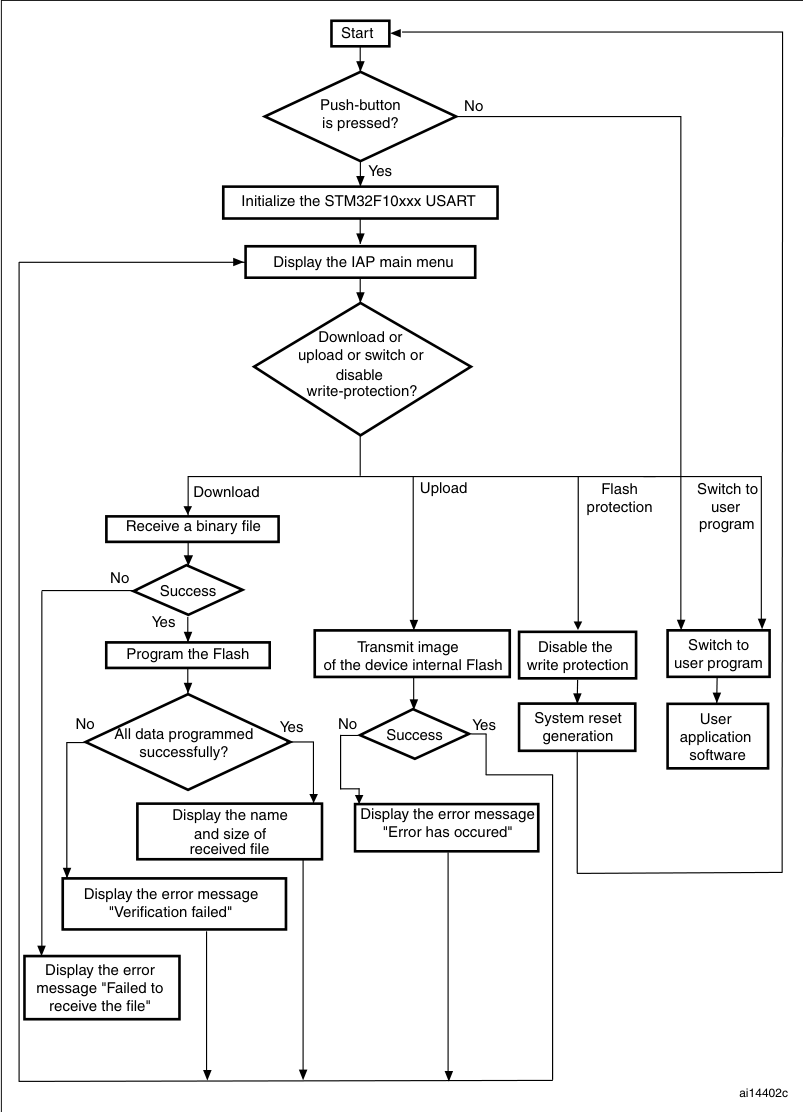 Start
Push-button
is pressed?
No
Yes
Initialize the STM32F10xxx USART
Display the IAP main menu
Download or
upload or switch or
disable
write-protection?
Download
Upload
Flash
protection
Switch to
user
program
Receive a binary file
No
Success
Yes
Program the Flash
No
All data programmed
successfully?
Yes
Transmit image
of the device internal Flash
No
Success
Yes
Disable the
write protection
System reset
generation
Switch to
user program
User
application
software
Display the name
and size of
received file
Display the error message
"Error has occured"
Display the error message
"Verification failed"
Display the error
message "Failed to
receive the file"
ai14402c